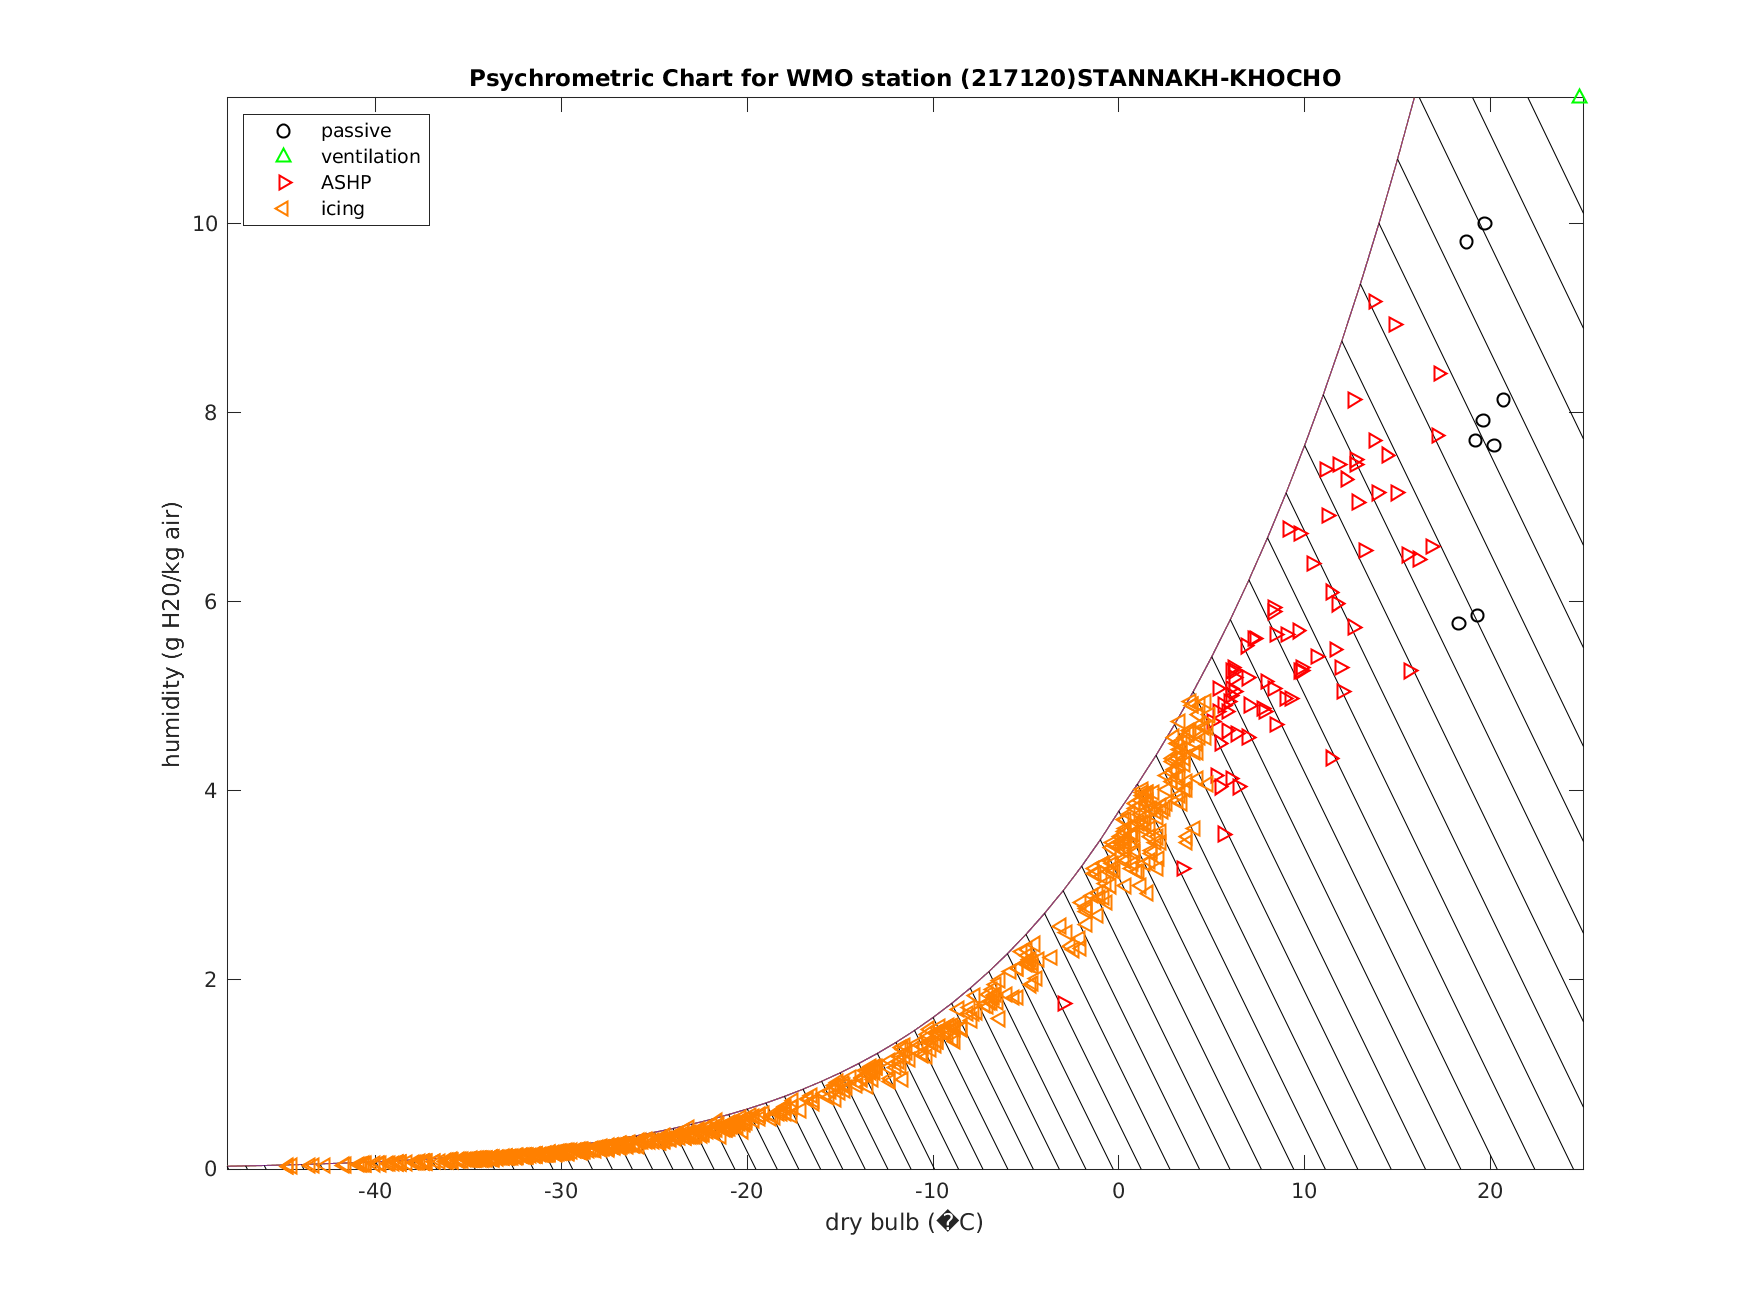 Psychrometric Chart for WMO station (217120)STANNAKH-KHOCHO
passive
ventilation
ASHP
icing
humidity (g H20/kg air)
10
8
6
4
2
0
-40 -30 -20 -10 0 10 20
dry bulb (�C)